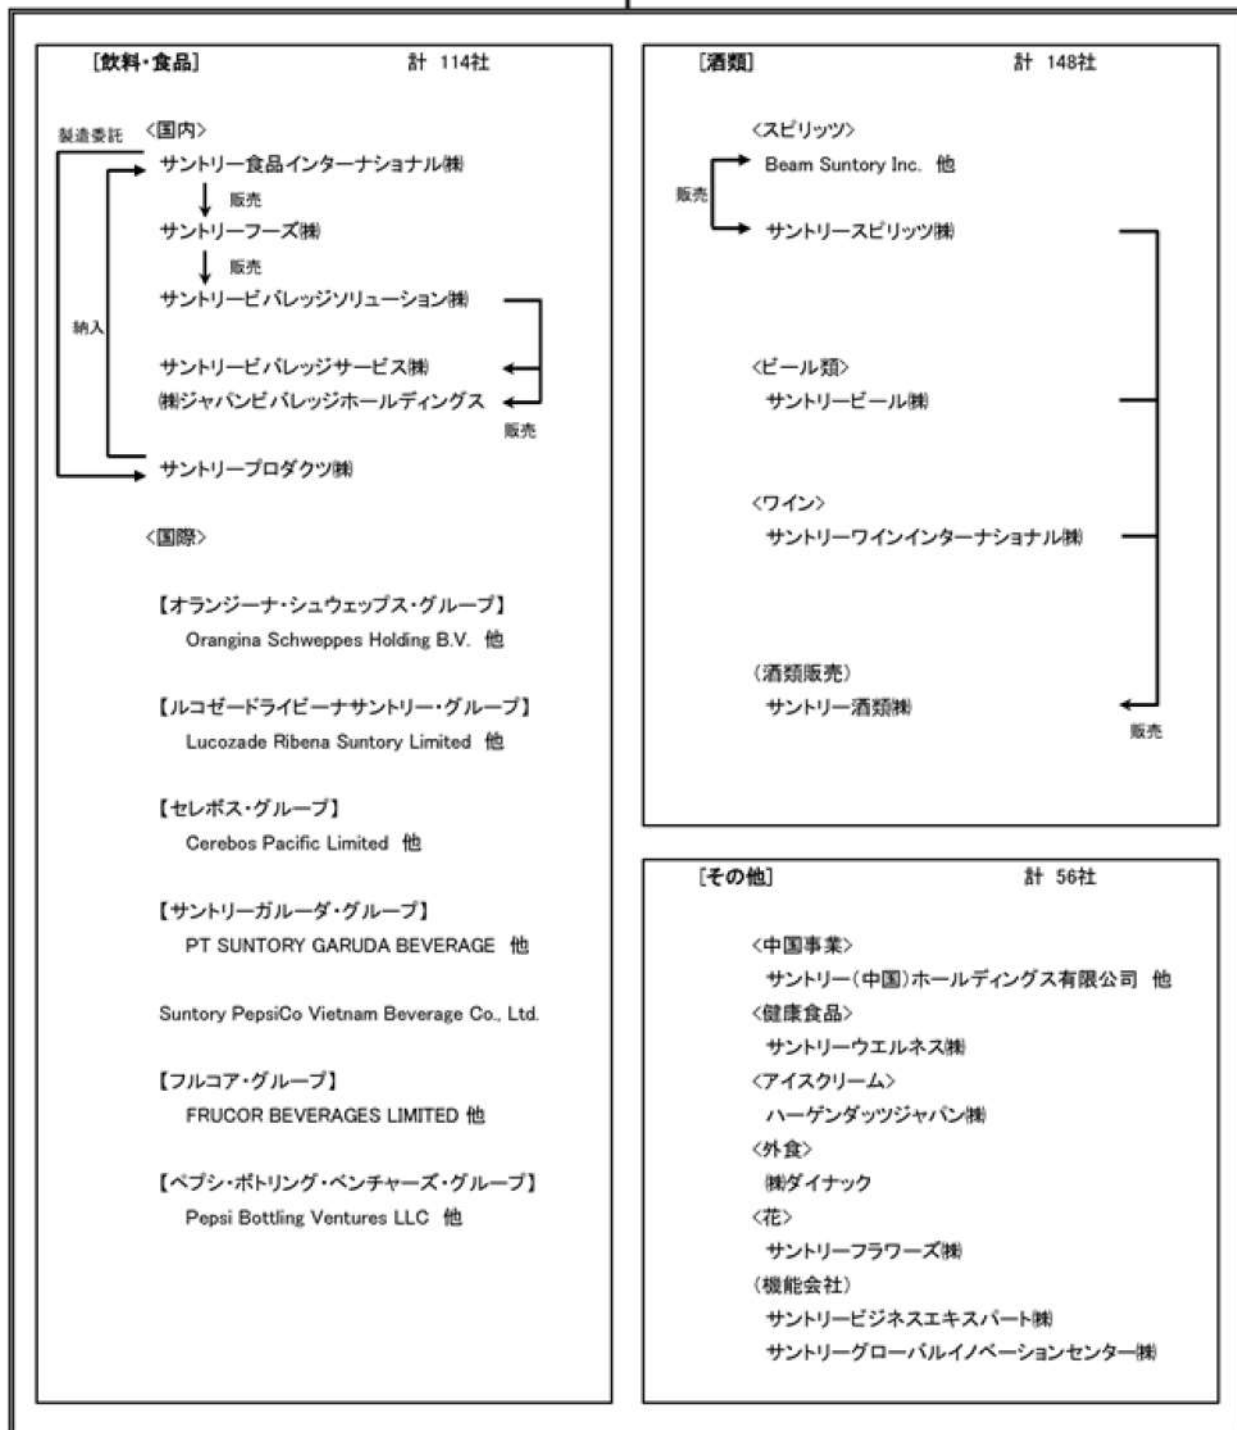 [飲料・食品] 計 114社
製造委託
<国内>
サントリー食品インターナショナル㈱
販売
サントリーフーズ㈱
販売
サントリービバレッジソリューション㈱
納入
サントリービバレッジサービス㈱
㈱ジャパンビバレッジホールディングス
販売
サントリープロダクツ㈱
<国際>
【オランジーナ・シュウェップス・グループ】
Orangina Schweppes Holding B.V. 他
【ルコゼードライビーナサントリー・グループ】
Lucozade Ribena Suntory Limited 他
【セレボス・グループ】
Cerebos Pacific Limited 他
【サントリーガルーダ・グループ】
PT SUNTORY GARUDA BEVERAGE 他
Suntory PepsiCo Vietnam Beverage Co., Ltd.
【フルコア・グループ】
FRUCOR BEVERAGES LIMITED 他
【ペプシ・ボトリング・ベンチャーズ・グループ】
Pepsi Bottling Ventures LLC 他
[酒類] 計 148社
<スピリッツ>
Beam Suntory Inc. 他
販売
サントリースピリッツ㈱
<ビール類>
サントリービール㈱
<ワイン>
サントリーワインインターナショナル㈱
(酒類販売)
サントリー酒類㈱
販売
[その他] 計 56社
<中国事業>
サントリー(中国)ホールディングス有限公司 他
<健康食品>
サントリーウエルネス㈱
<アイスクリーム>
ハーゲンダッツジャパン㈱
<外食>
㈱ダイナック
<花>
サントリーフラワーズ㈱
(機能会社)
サントリービジネスエキスパート㈱
サントリーグローバルイノベーションセンター㈱